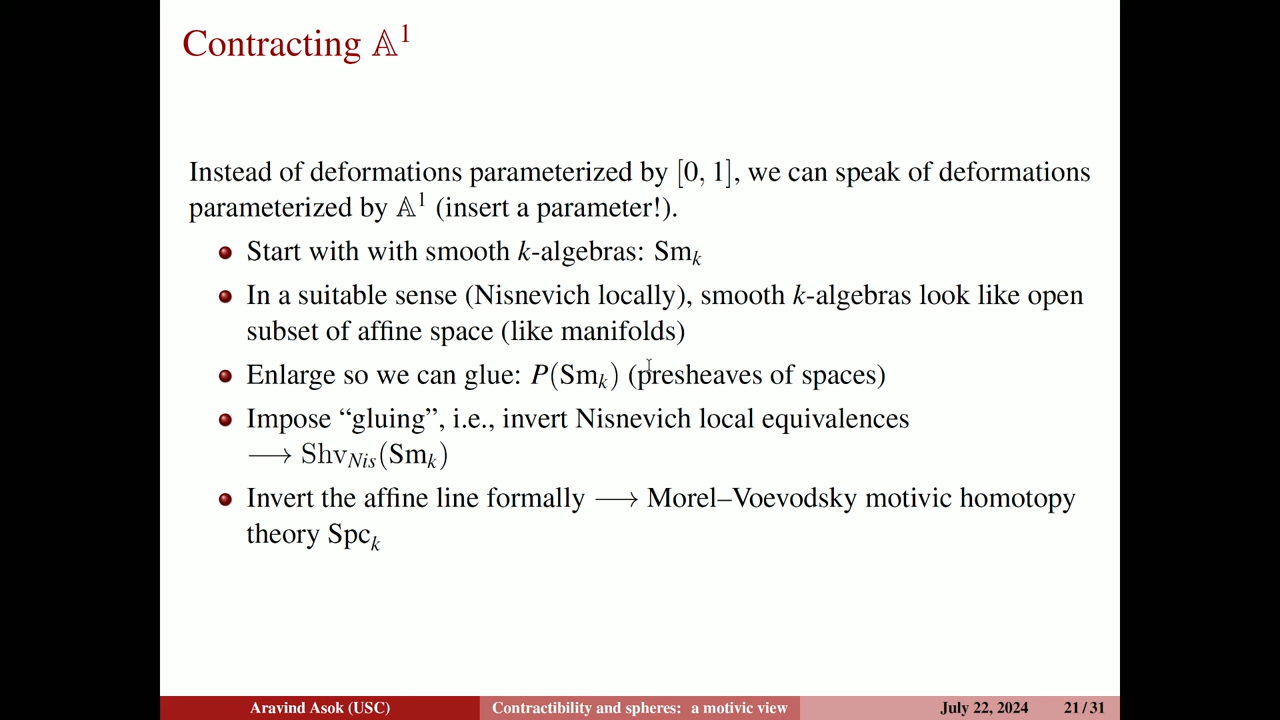 Contracting 𝔸¹
Instead of deformations parameterized by [0, 1], we can speak of deformations
parameterized by 𝔸¹ (insert a parameter!).
Start with with smooth k-algebras: Smₖ
In a suitable sense (Nisnevich locally), smooth k-algebras look like open
subset of affine space (like manifolds)
Enlarge so we can glue: P(Smₖ) (presheaves of spaces)
Impose “gluing”, i.e., invert Nisnevich local equivalences
⟶ Shv_Nis(Smₖ)
Invert the affine line formally ⟶ Morel–Voevodsky motivic homotopy
theory Spcₖ
Aravind Asok (USC) Contractibility and spheres: a motivic view July 22, 2024 21 / 31